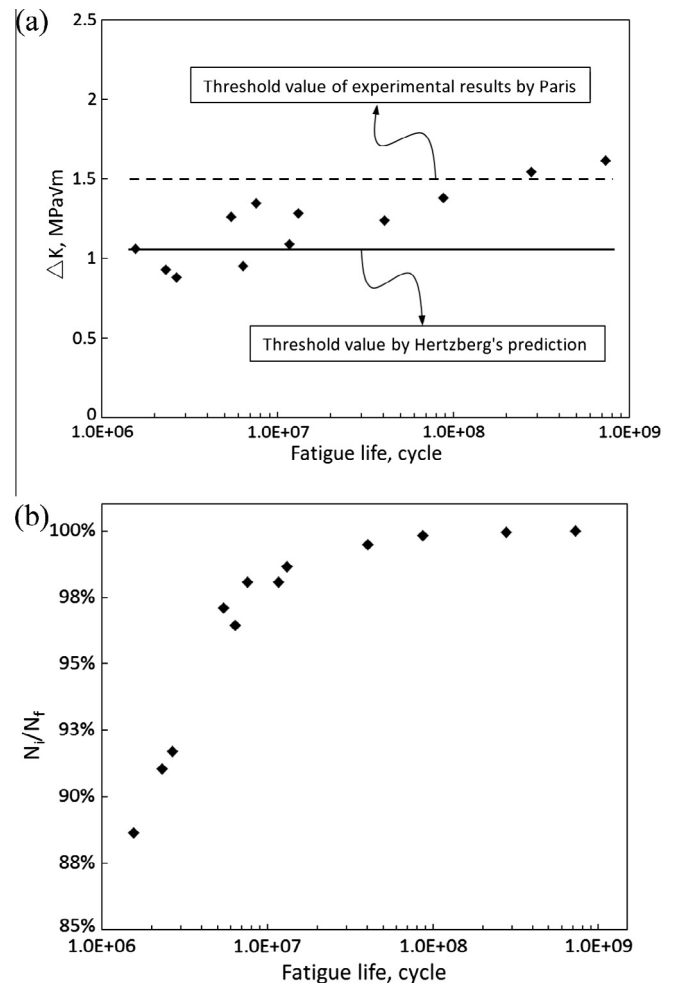 (a)
2.5
2
1.5
1
0.5
0
△K, MPa√m
Threshold value of experimental results by Paris
Threshold value by Hertzberg's prediction
1.0E+06 1.0E+07 1.0E+08 1.0E+09
Fatigue life, cycle
(b)
100%
98%
95%
93%
90%
88%
85%
Ni/Nf
1.0E+06 1.0E+07 1.0E+08 1.0E+09
Fatigue life, cycle